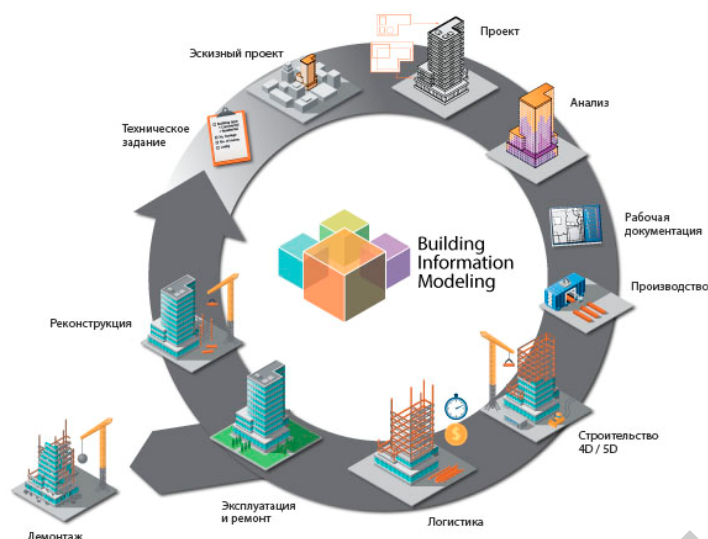 Проект
Эскизный проект
Анализ
Техническое
задание
Рабочая
документация
Building
Information
Modeling
Производство
Реконструкция
Строительство
4D / 5D
Эксплуатация
и ремонт
Логистика
Демонтаж